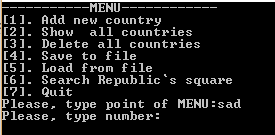 -----------MENU-------------
[1]. Add new country
[2]. Show  all countries
[3]. Delete all countries
[4]. Save to file
[5]. Load from file
[6]. Search Republic`s square
[7]. Quit
Please, type point of MENU:sad
Please, type number: